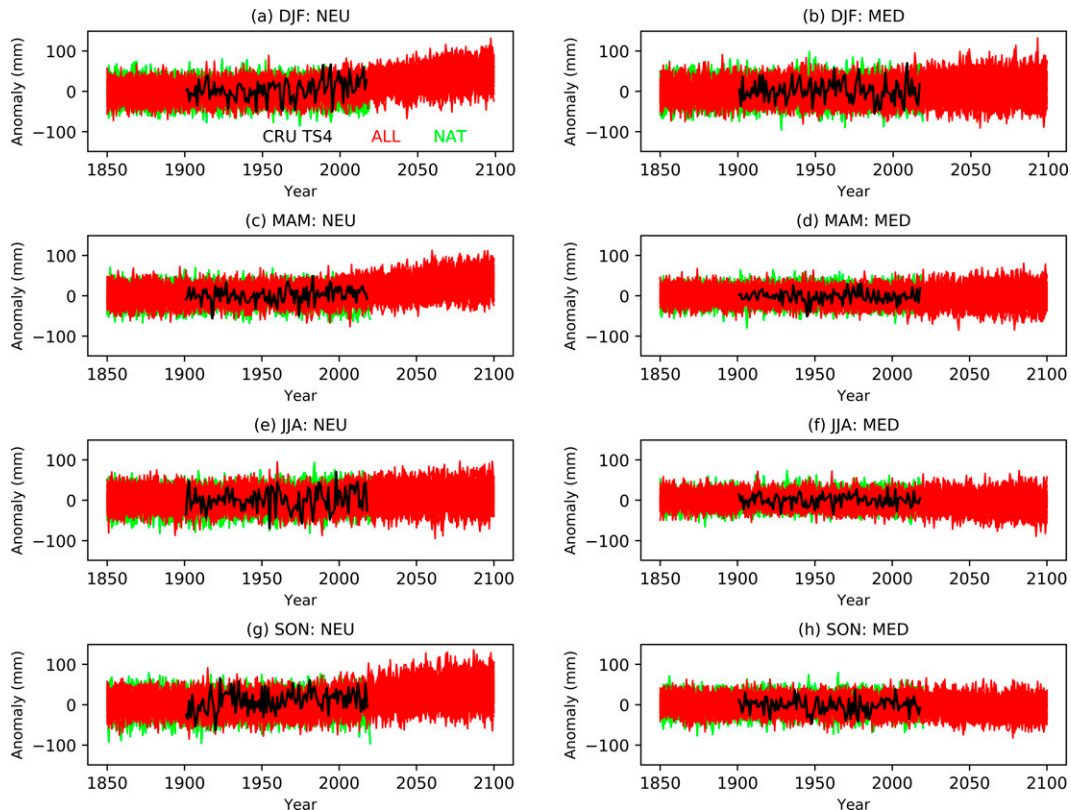 (a) DJF: NEU
Anomaly (mm)
100
0
−100
CRU TS4 ALL NAT
1850 1900 1950 2000 2050 2100
Year
(b) DJF: MED
Anomaly (mm)
100
0
−100
1850 1900 1950 2000 2050 2100
Year
(c) MAM: NEU
Anomaly (mm)
100
0
−100
1850 1900 1950 2000 2050 2100
Year
(d) MAM: MED
Anomaly (mm)
100
0
−100
1850 1900 1950 2000 2050 2100
Year
(e) JJA: NEU
Anomaly (mm)
100
0
−100
1850 1900 1950 2000 2050 2100
Year
(f) JJA: MED
Anomaly (mm)
100
0
−100
1850 1900 1950 2000 2050 2100
Year
(g) SON: NEU
Anomaly (mm)
100
0
−100
1850 1900 1950 2000 2050 2100
Year
(h) SON: MED
Anomaly (mm)
100
0
−100
1850 1900 1950 2000 2050 2100
Year